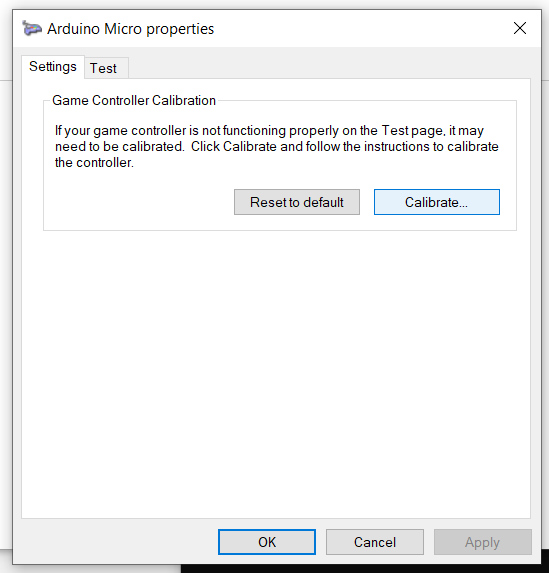 Arduino Micro properties
Settings
Test
Game Controller Calibration
If your game controller is not functioning properly on the Test page, it may
need to be calibrated.  Click Calibrate and follow the instructions to calibrate
the controller.
Reset to default
Calibrate...
OK
Cancel
Apply